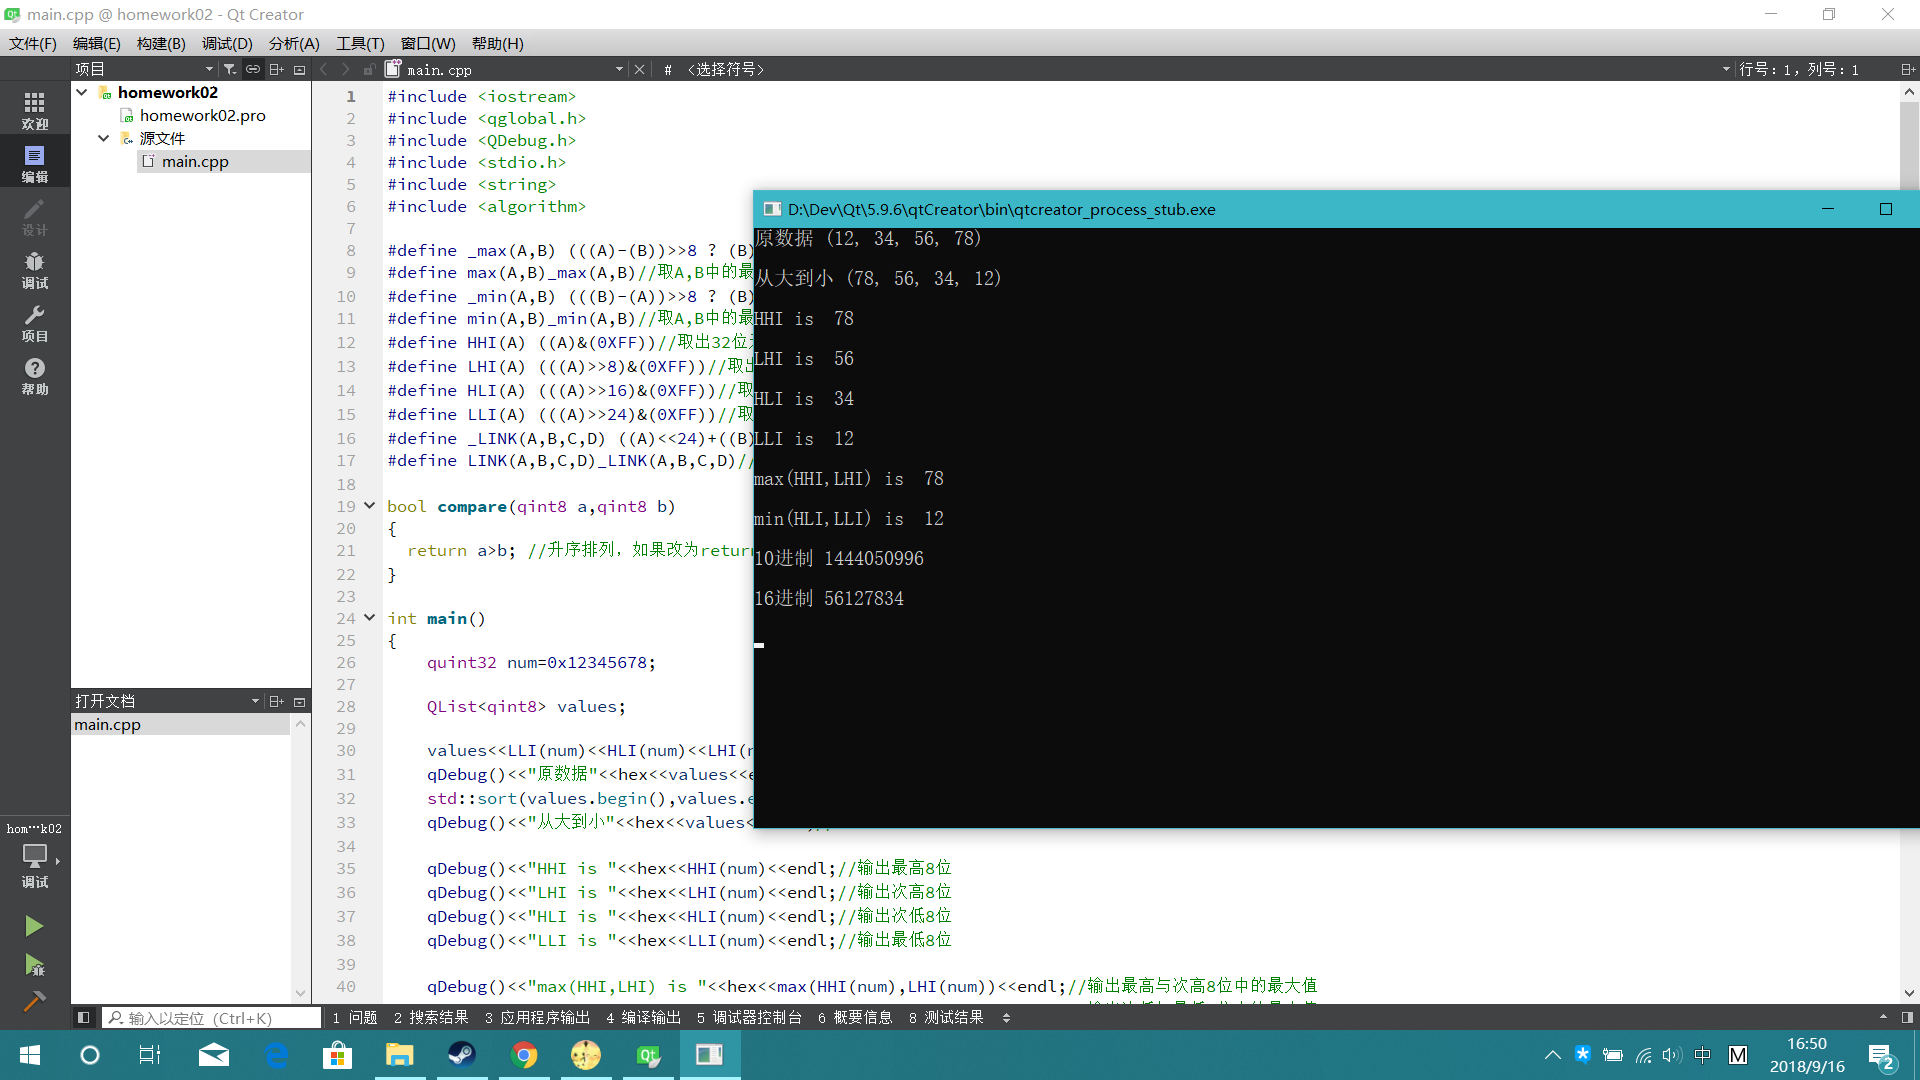 main.cpp @ homework02 - Qt Creator
文件(F) 编辑(E) 构建(B) 调试(D) 分析(A) 工具(T) 窗口(W) 帮助(H)
项目
main.cpp
# <选择符号>
行号: 1, 列号: 1
欢迎
编辑
设计
调试
项目
帮助
homework02
homework02.pro
源文件
main.cpp
打开文档
main.cpp
hom···k02
调试
1 #include <iostream>
2 #include <qglobal.h>
3 #include <QDebug.h>
4 #include <stdio.h>
5 #include <string>
6 #include <algorithm>
7
8 #define _max(A,B) (((A)-(B))>>8 ? (B)
9 #define max(A,B)_max(A,B)//取A,B中的最
10 #define _min(A,B) (((B)-(A))>>8 ? (B)
11 #define min(A,B)_min(A,B)//取A,B中的最
12 #define HHI(A) ((A)&(0XFF))//取出32位
13 #define LHI(A) (((A)>>8)&(0XFF))//取出
14 #define HLI(A) (((A)>>16)&(0XFF))//取
15 #define LLI(A) (((A)>>24)&(0XFF))//取
16 #define _LINK(A,B,C,D) ((A)<<24)+((B)
17 #define LINK(A,B,C,D)_LINK(A,B,C,D)//
18
19 bool compare(qint8 a,qint8 b)
20 {
21 return a>b; //升序排列，如果改为return
22 }
23
24 int main()
25 {
26 quint32 num=0x12345678;
27
28 QList<qint8> values;
29
30 values<<LLI(num)<<HLI(num)<<LHI(n
31 qDebug()<<"原数据"<<hex<<values<<e
32 std::sort(values.begin(),values.e
33 qDebug()<<"从大到小"<<hex<<values<
34
35 qDebug()<<"HHI is "<<hex<<HHI(num)<<endl;//输出最高8位
36 qDebug()<<"LHI is "<<hex<<LHI(num)<<endl;//输出次高8位
37 qDebug()<<"HLI is "<<hex<<HLI(num)<<endl;//输出次低8位
38 qDebug()<<"LLI is "<<hex<<LLI(num)<<endl;//输出最低8位
39
40 qDebug()<<"max(HHI,LHI) is "<<hex<<max(HHI(num),LHI(num))<<endl;//输出最高与次高8位中的最大值
D:\Dev\Qt\5.9.6\qtCreator\bin\qtcreator_process_stub.exe
原数据 (12, 34, 56, 78)
从大到小 (78, 56, 34, 12)
HHI is 78
LHI is 56
HLI is 34
LLI is 12
max(HHI,LHI) is 78
min(HLI,LLI) is 12
10进制 1444050996
16进制 56127834
输入以定位 (Ctrl+K)
1 问题 2 搜索结果 3 应用程序输出 4 编译输出 5 调试器控制台 6 概要信息 8 测试结果
中
M
16:50
2018/9/16
2